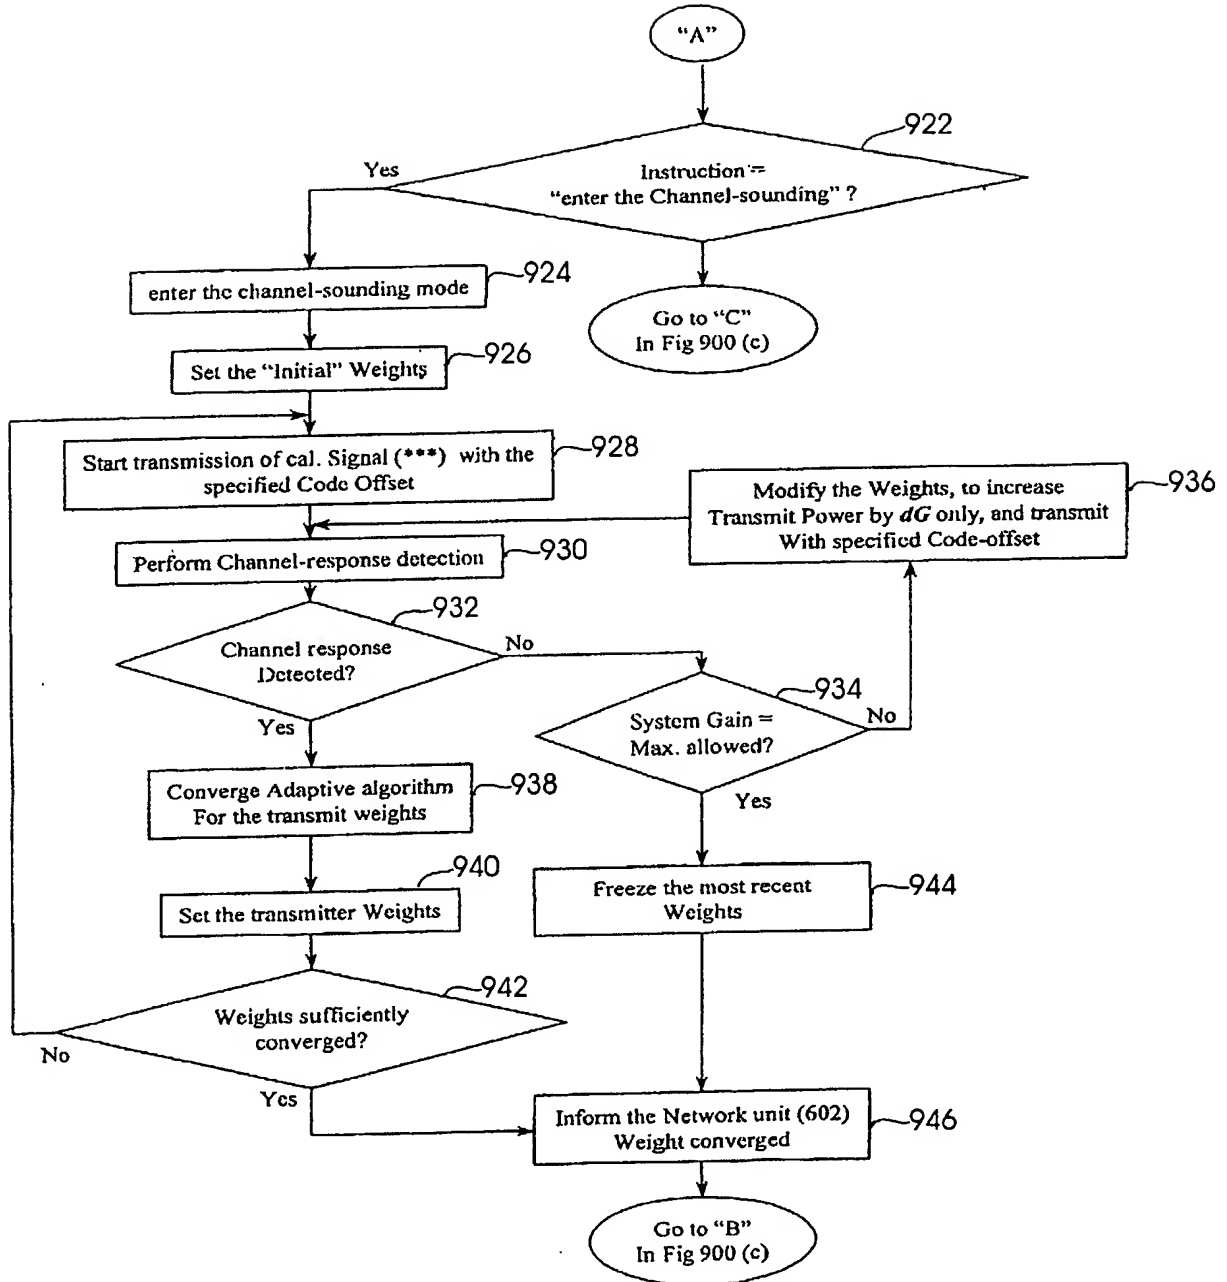 “A”
922
Yes
Instruction =
“enter the Channel-sounding” ?
924
enter the channel-sounding mode
Go to “C”
In Fig 900 (c)
926
Set the “Initial” Weights
928
Start transmission of cal. Signal (***) with the
specified Code Offset
936
Modify the Weights, to increase
Transmit Power by dG only, and transmit
With specified Code-offset
930
Perform Channel-response detection
932
Channel response
Detected?
No
Yes
934
System Gain =
Max. allowed?
No
Yes
938
Converge Adaptive algorithm
For the transmit weights
940
Set the transmitter Weights
944
Freeze the most recent
Weights
942
Weights sufficiently
converged?
No
Yes
946
Inform the Network unit (602)
Weight converged
Go to “B”
In Fig 900 (c)